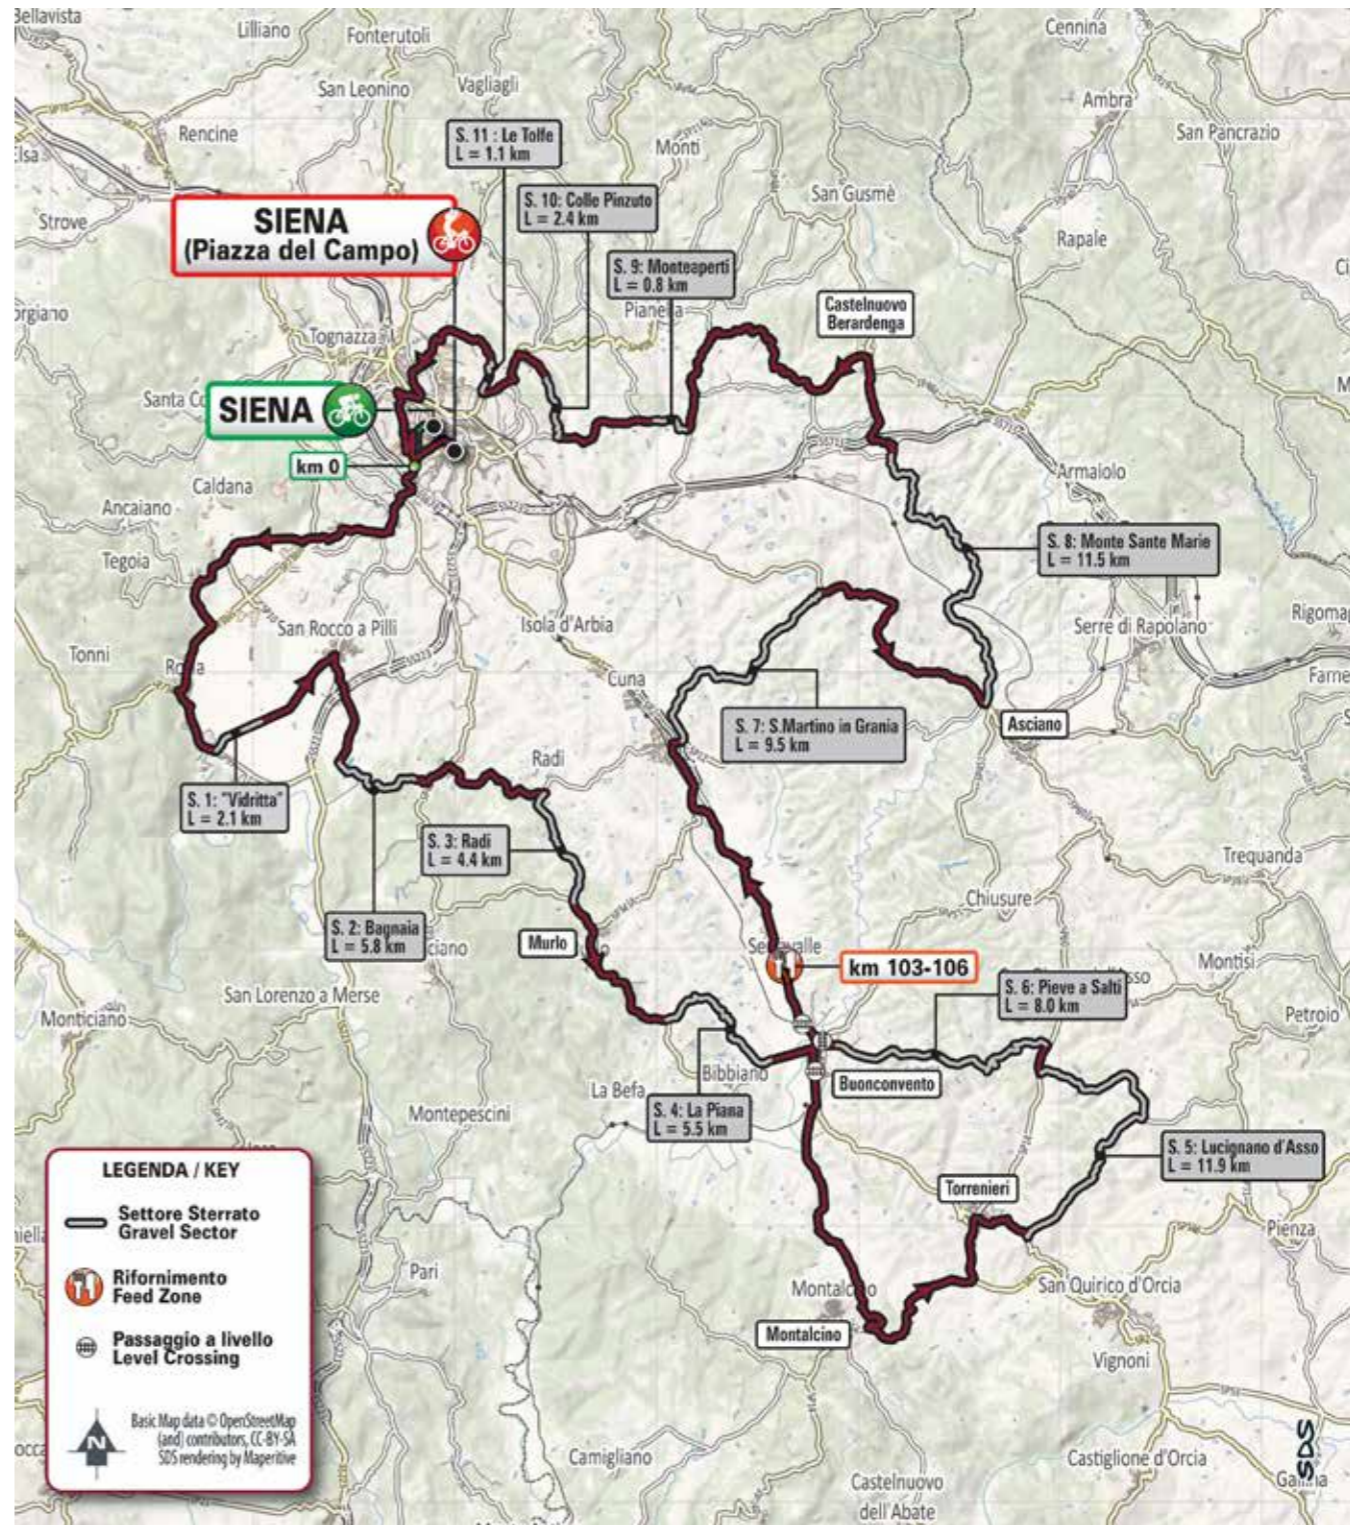 Bellavista
Lilliano
Fonterutoli
Cennina
San Leonino
Vagliagli
Ambra
Rencine
San Pancrazio
S. 11 : Le Tolfe
L = 1.1 km
Monti
San Gusmè
Strove
S. 10: Colle Pinzuto
L = 2.4 km
SIENA
(Piazza del Campo)
Rapale
S. 9: Monteaperti
L = 0.8 km
Castelnuovo
Berardenga
Tognazza
SIENA
km 0
Caldana
Armaiolo
Ancaiano
Tegoia
S. 8: Monte Sante Marie
L = 11.5 km
San Rocco a Pilli
Isola d'Arbia
Serre di Rapolano
Tonni
Cuna
S. 7: S.Martino in Grania
L = 9.5 km
Asciano
Radi
S. 1: "Vidritta"
L = 2.1 km
S. 3: Radi
L = 4.4 km
Trequanda
Chiusure
S. 2: Bagnaia
L = 5.8 km
Murlo
km 103-106
Montisi
San Lorenzo a Merse
S. 6: Pieve a Salti
L = 8.0 km
Monticiano
Petroio
Bibbiano
Buonconvento
La Befa
Montepescini
S. 4: La Piana
L = 5.5 km
S. 5: Lucignano d'Asso
L = 11.9 km
Torrenieri
Pienza
Pari
San Quirico d'Orcia
Montalcino
Vignoni
Camigliano
Castiglione d'Orcia
Castelnuovo
dell'Abate
LEGENDA / KEY
Settore Sterrato
Gravel Sector
Rifornimento
Feed Zone
Passaggio a livello
Level Crossing
N
Basic Map data © OpenStreetMap
(and) contributors, CC-BY-SA
SDS rendering by Maperitive
SDS